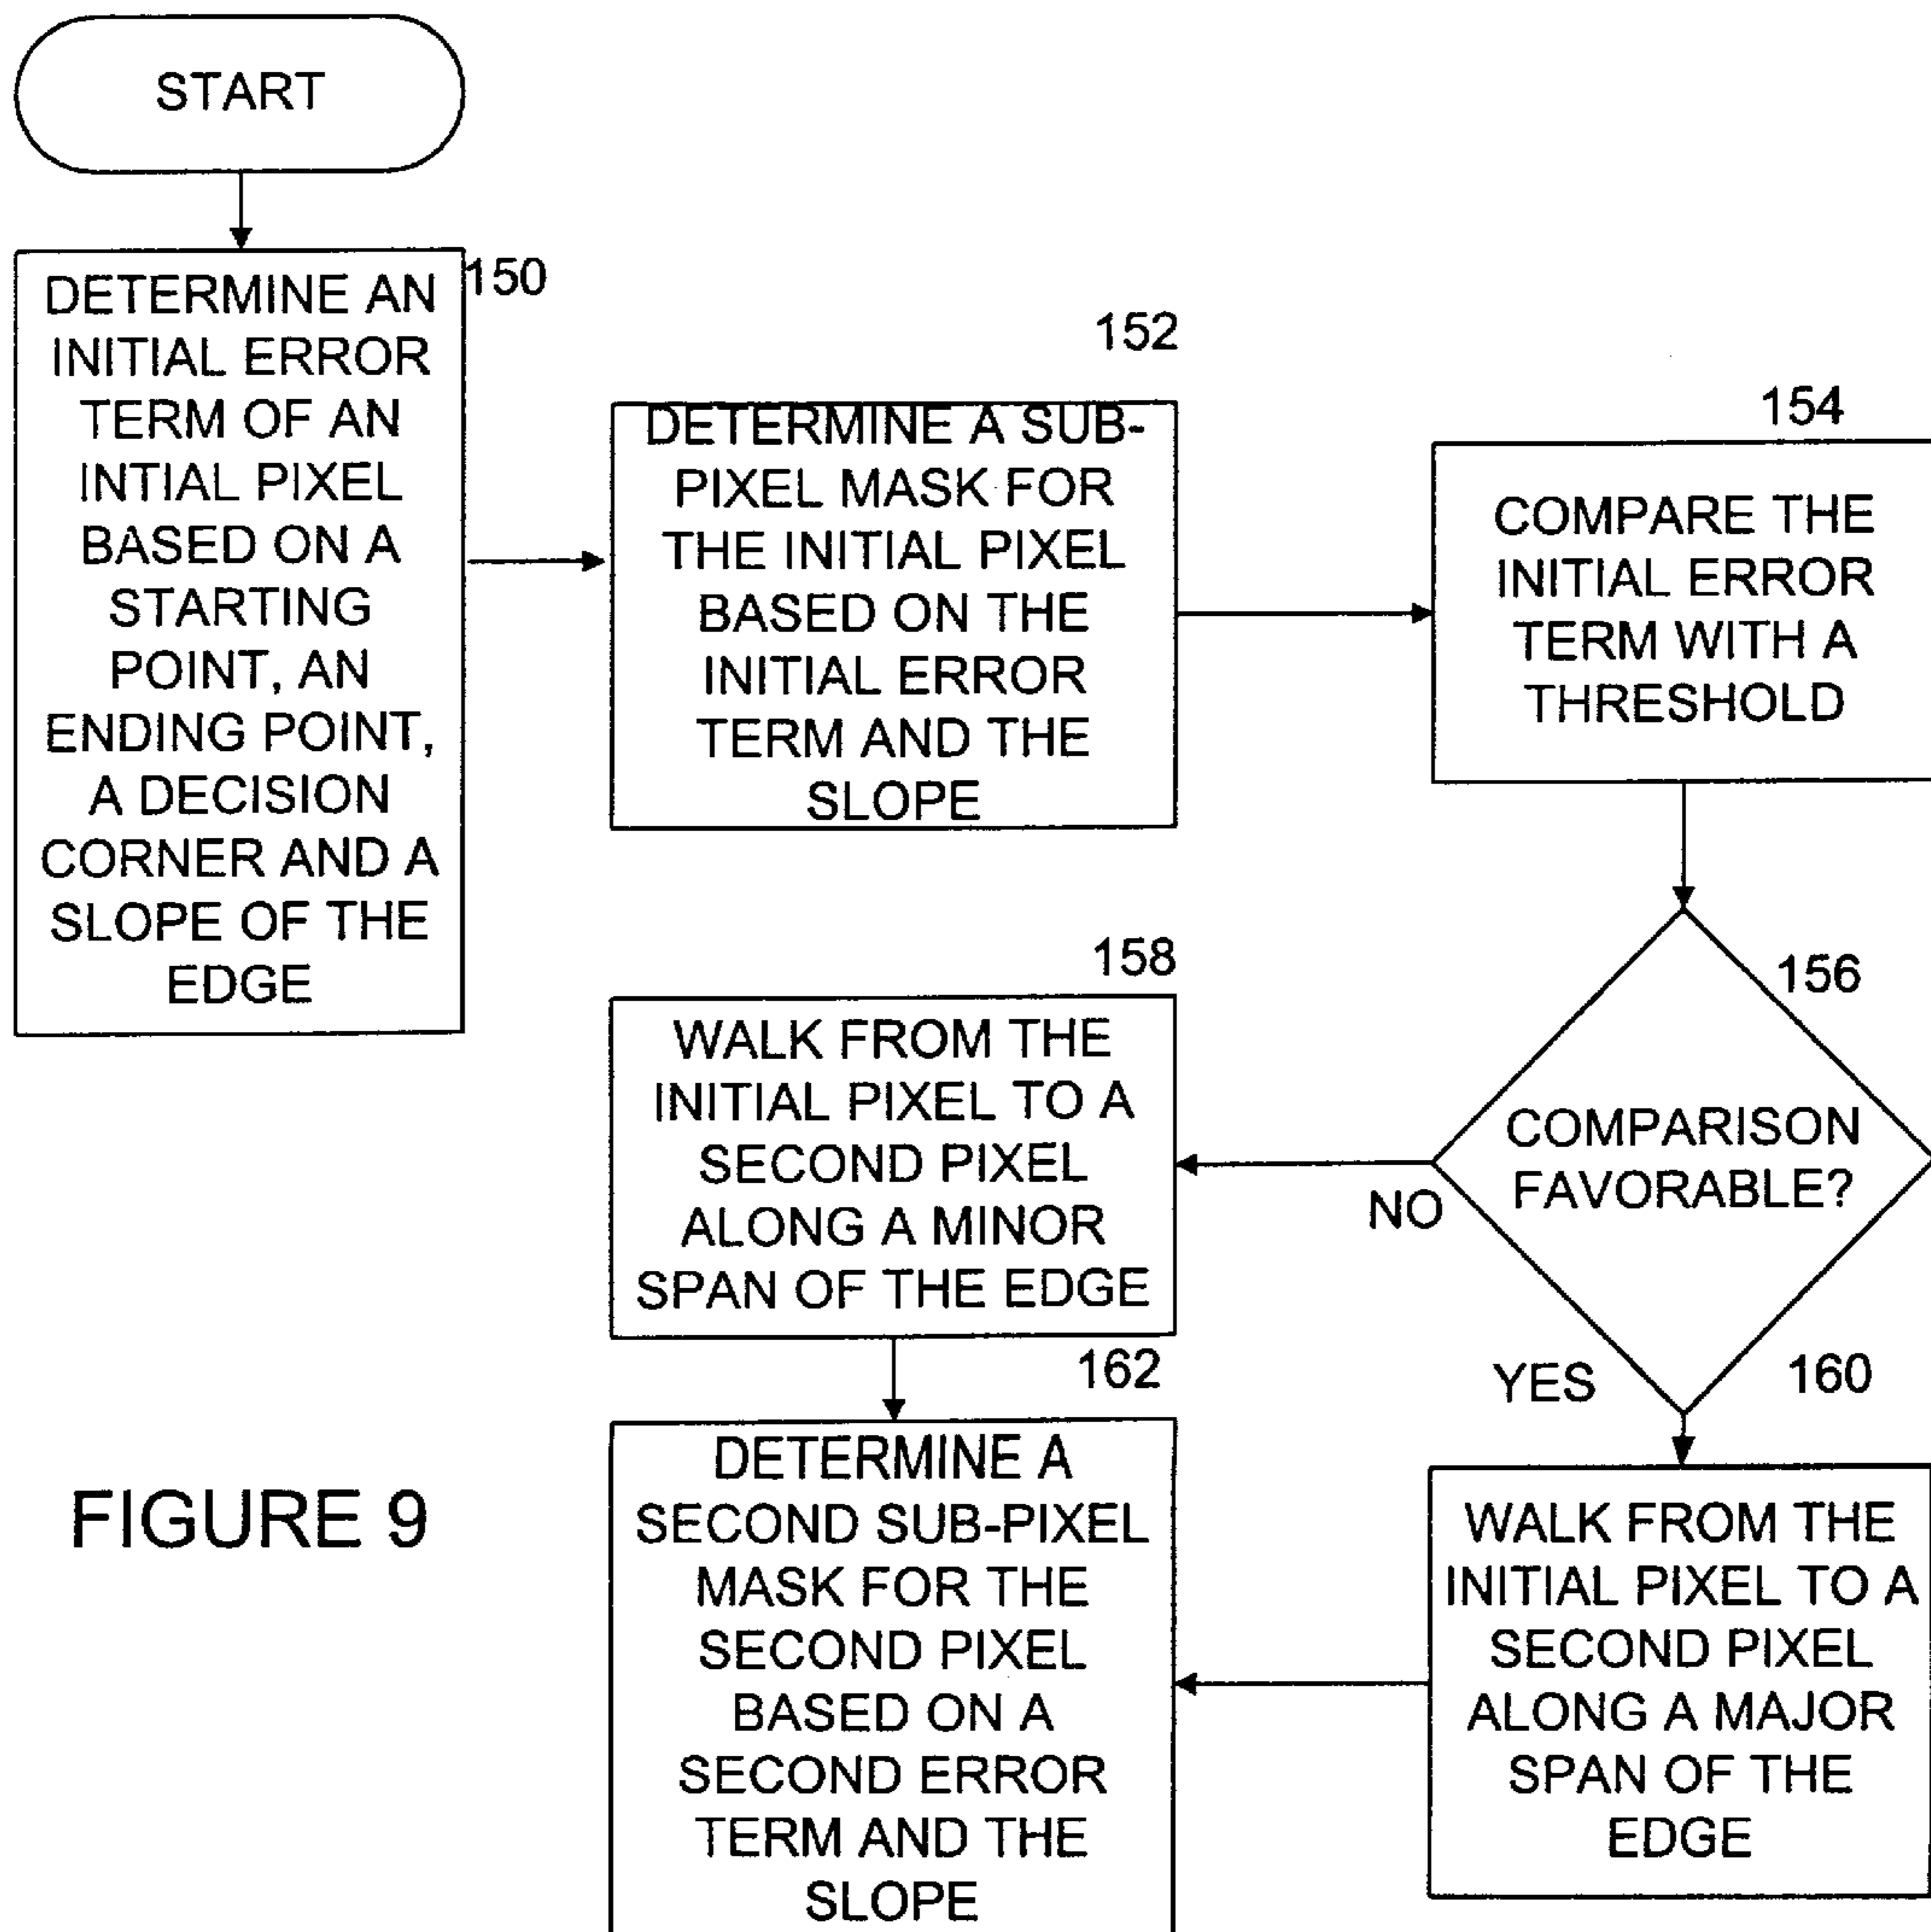 START
150
DETERMINE AN
INITIAL ERROR
TERM OF AN
INTIAL PIXEL
BASED ON A
STARTING
POINT, AN
ENDING POINT,
A DECISION
CORNER AND A
SLOPE OF THE
EDGE
152
DETERMINE A SUB-
PIXEL MASK FOR
THE INITIAL PIXEL
BASED ON THE
INITIAL ERROR
TERM AND THE
SLOPE
154
COMPARE THE
INITIAL ERROR
TERM WITH A
THRESHOLD
156
COMPARISON
FAVORABLE?
NO
YES
158
WALK FROM THE
INITIAL PIXEL TO A
SECOND PIXEL
ALONG A MINOR
SPAN OF THE EDGE
160
WALK FROM THE
INITIAL PIXEL TO A
SECOND PIXEL
ALONG A MAJOR
SPAN OF THE
EDGE
162
DETERMINE A
SECOND SUB-PIXEL
MASK FOR THE
SECOND PIXEL
BASED ON A
SECOND ERROR
TERM AND THE
SLOPE
FIGURE 9